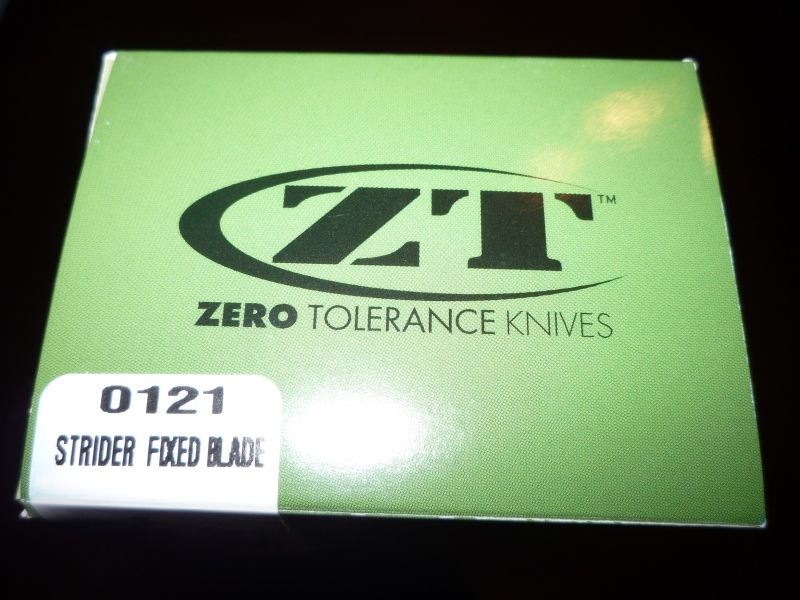 ZT™
ZERO TOLERANCE KNIVES
0121
STRIDER FIXED BLADE